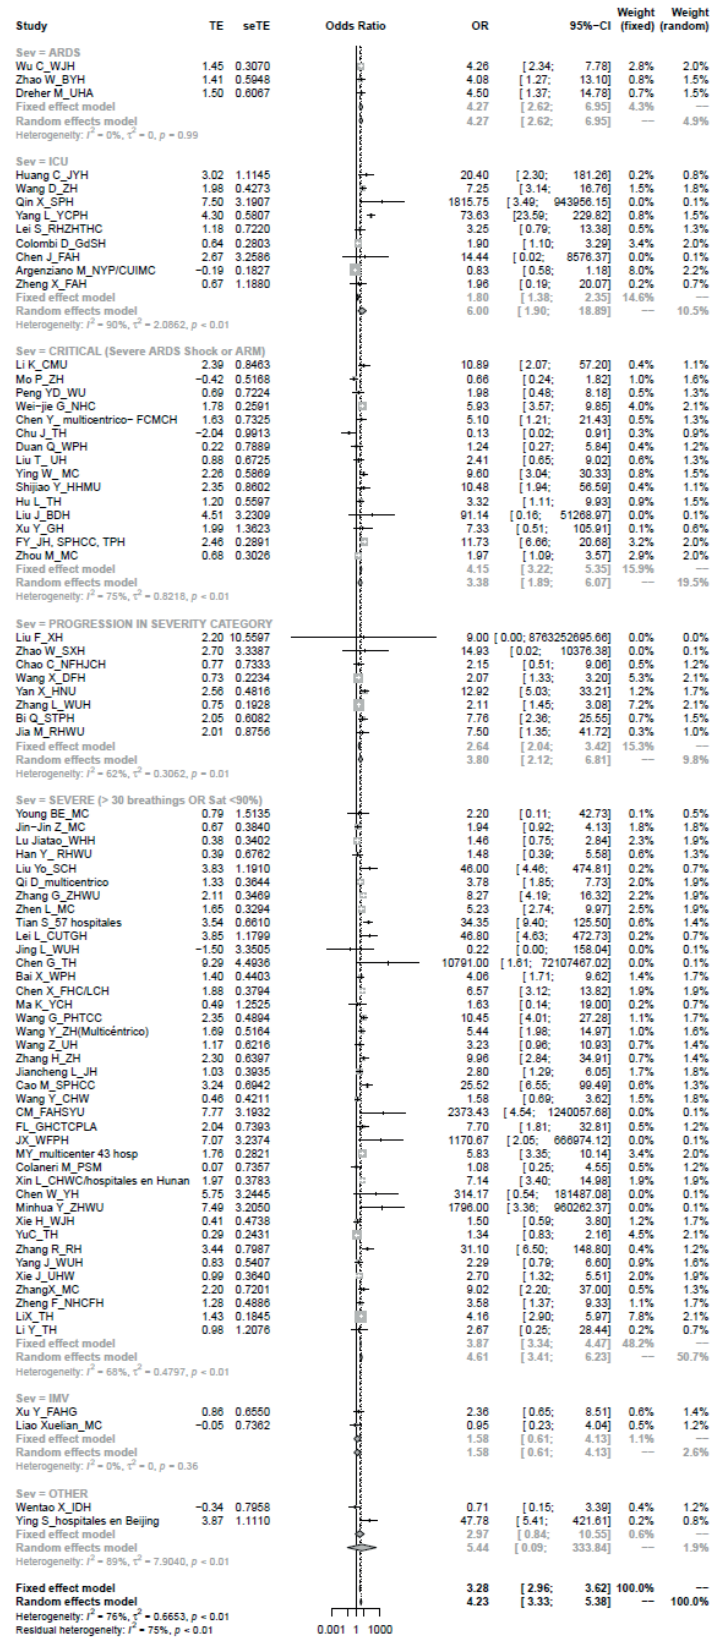 Weight Weight
Study TE seTE Odds Ratio OR 95%-CI (fixed) (random)
Sev = ARDS
Wu C_WJH 1.45 0.3070 4.26 [ 2.34; 7.78] 2.8% 2.0%
Zhao W_BYH 1.41 0.5948 4.08 [ 1.27; 13.10] 0.8% 1.5%
Dreher M_UHA 1.50 0.6067 4.50 [ 1.37; 14.78] 0.7% 1.5%
Fixed effect model 4.27 [ 2.62; 6.95] 4.3% --
Random effects model 4.27 [ 2.62; 6.95] -- 4.9%
Heterogeneity: I² = 0%, τ² = 0, p = 0.99
Sev = ICU
Huang C_JYH 3.02 1.1145 20.40 [ 2.30; 181.26] 0.2% 0.8%
Wang D_ZH 1.98 0.4273 7.25 [ 3.14; 16.76] 1.5% 1.8%
Qin X_SPH 7.50 3.1907 1815.75 [ 3.49; 943956.15] 0.0% 0.1%
Yang L_YCPH 4.30 0.5807 73.63 [23.59; 229.82] 0.8% 1.5%
Lei S_RHZHTHC 1.18 0.7220 3.25 [ 0.79; 13.38] 0.5% 1.3%
Colombi D_GdSH 0.64 0.2803 1.90 [ 1.10; 3.29] 3.4% 2.0%
Chen J_FAH 2.67 3.2586 14.44 [ 0.02; 8576.37] 0.0% 0.1%
Argenziano M_NYP/CUIMC −0.19 0.1827 0.83 [ 0.58; 1.18] 8.0% 2.2%
Zheng X_FAH 0.67 1.1880 1.96 [ 0.19; 20.07] 0.2% 0.7%
Fixed effect model 1.80 [ 1.38; 2.35] 14.6% --
Random effects model 6.00 [ 1.90; 18.89] -- 10.5%
Heterogeneity: I² = 90%, τ² = 2.0862, p < 0.01
Sev = CRITICAL (Severe ARDS Shock or ARM)
Li K_CMU 2.39 0.8463 10.89 [ 2.07; 57.20] 0.4% 1.1%
Mo P_ZH −0.42 0.5168 0.66 [ 0.24; 1.82] 1.0% 1.6%
Peng YD_WU 0.69 0.7224 1.98 [ 0.48; 8.18] 0.5% 1.3%
Wei-jie G_NHC 1.78 0.2591 5.93 [ 3.57; 9.85] 4.0% 2.1%
Chen Y_ multicentrico- FCMCH 1.63 0.7325 5.10 [ 1.21; 21.43] 0.5% 1.3%
Chu J_TH −2.04 0.9913 0.13 [ 0.02; 0.91] 0.3% 0.9%
Duan Q_WPH 0.22 0.7889 1.24 [ 0.27; 5.84] 0.4% 1.2%
Liu T_ UH 0.88 0.6725 2.41 [ 0.65; 9.02] 0.6% 1.3%
Ying W_ MC 2.26 0.5869 9.60 [ 3.04; 30.33] 0.8% 1.5%
Shijiao Y_HHMU 2.35 0.8602 10.48 [ 1.94; 56.59] 0.4% 1.1%
Hu L_TH 1.20 0.5597 3.32 [ 1.11; 9.93] 0.9% 1.5%
Liu J_BDH 4.51 3.2309 91.14 [ 0.16; 51268.97] 0.0% 0.1%
Xu Y_GH 1.99 1.3623 7.33 [ 0.51; 105.91] 0.1% 0.6%
FY_JH, SPHCC, TPH 2.46 0.2891 11.73 [ 6.66; 20.68] 3.2% 2.0%
Zhou M_MC 0.68 0.3026 1.97 [ 1.09; 3.57] 2.9% 2.0%
Fixed effect model 4.15 [ 3.22; 5.35] 15.9% --
Random effects model 3.38 [ 1.89; 6.07] -- 19.5%
Heterogeneity: I² = 75%, τ² = 0.8218, p < 0.01
Sev = PROGRESSION IN SEVERITY CATEGORY
Liu F_XH 2.20 10.5597 9.00 [ 0.00; 8763252695.66] 0.0% 0.0%
Zhao W_SXH 2.70 3.3387 14.93 [ 0.02; 10376.38] 0.0% 0.1%
Chao C_NFHJCH 0.77 0.7333 2.15 [ 0.51; 9.06] 0.5% 1.2%
Wang X_DFH 0.73 0.2234 2.07 [ 1.33; 3.20] 5.3% 2.1%
Yan X_HNU 2.56 0.4816 12.92 [ 5.03; 33.21] 1.2% 1.7%
Zhang L_WUH 0.75 0.1928 2.11 [ 1.45; 3.08] 7.2% 2.1%
Bi Q_STPH 2.05 0.6082 7.76 [ 2.36; 25.55] 0.7% 1.5%
Jia M_RHWU 2.01 0.8756 7.50 [ 1.35; 41.72] 0.3% 1.0%
Fixed effect model 2.64 [ 2.04; 3.42] 15.3% --
Random effects model 3.80 [ 2.12; 6.81] -- 9.8%
Heterogeneity: I² = 62%, τ² = 0.3062, p = 0.01
Sev = SEVERE (> 30 breathings OR Sat <90%)
Young BE_MC 0.79 1.5135 2.20 [ 0.11; 42.73] 0.1% 0.5%
Jin-Jin Z_MC 0.67 0.3840 1.94 [ 0.92; 4.13] 1.8% 1.8%
Lu Jiatao_WHH 0.38 0.3402 1.46 [ 0.75; 2.84] 2.3% 1.9%
Han Y_ RHWU 0.39 0.6762 1.48 [ 0.39; 5.58] 0.6% 1.3%
Liu Yo_SCH 3.83 1.1910 46.00 [ 4.46; 474.81] 0.2% 0.7%
Qi D_multicentrico 1.33 0.3644 3.78 [ 1.85; 7.73] 2.0% 1.9%
Zhang G_ZHWU 2.11 0.3469 8.27 [ 4.19; 16.32] 2.2% 1.9%
Zhen L_MC 1.65 0.3294 5.23 [ 2.74; 9.97] 2.5% 1.9%
Tian S_57 hospitales 3.54 0.6610 34.35 [ 9.40; 125.50] 0.6% 1.4%
Lei L_CUTGH 3.85 1.1799 46.80 [ 4.63; 472.73] 0.2% 0.7%
Jing L_WUH −1.50 3.3505 0.22 [ 0.00; 158.04] 0.0% 0.1%
Chen G_TH 9.29 4.4936 10791.00 [ 1.61; 72107467.02] 0.0% 0.1%
Bai X_WPH 1.40 0.4403 4.06 [ 1.71; 9.62] 1.4% 1.7%
Chen X_FHC/LCH 1.88 0.3794 6.57 [ 3.12; 13.82] 1.9% 1.9%
Ma K_YCH 0.49 1.2525 1.63 [ 0.14; 19.00] 0.2% 0.7%
Wang G_PHTCC 2.35 0.4894 10.45 [ 4.01; 27.28] 1.1% 1.7%
Wang Y_ZH(Multicéntrico) 1.69 0.5164 5.44 [ 1.98; 14.97] 1.0% 1.6%
Wang Z_UH 1.17 0.6216 3.23 [ 0.96; 10.93] 0.7% 1.4%
Zhang H_ZH 2.30 0.6397 9.96 [ 2.84; 34.91] 0.7% 1.4%
Jiancheng L_JH 1.03 0.3935 2.80 [ 1.29; 6.05] 1.7% 1.8%
Cao M_SPHCC 3.24 0.6942 25.52 [ 6.55; 99.49] 0.6% 1.3%
Wang Y_CHW 0.46 0.4211 1.58 [ 0.69; 3.62] 1.5% 1.8%
CM_FAHSYU 7.77 3.1932 2373.43 [ 4.54; 1240057.68] 0.0% 0.1%
FL_GHCTCPLA 2.04 0.7393 7.70 [ 1.81; 32.81] 0.5% 1.2%
JX_WFPH 7.07 3.2374 1170.67 [ 2.05; 666974.12] 0.0% 0.1%
MY_multicenter 43 hosp 1.76 0.2821 5.83 [ 3.35; 10.14] 3.4% 2.0%
Colaneri M_PSM 0.07 0.7357 1.08 [ 0.25; 4.55] 0.5% 1.2%
Xin L_CHWC/hospitales en Hunan 1.97 0.3783 7.14 [ 3.40; 14.98] 1.9% 1.9%
Chen W_YH 5.75 3.2445 314.17 [ 0.54; 181487.08] 0.0% 0.1%
Minhua Y_ZHWU 7.49 3.2050 1796.00 [ 3.36; 960262.37] 0.0% 0.1%
Xie H_WJH 0.41 0.4738 1.50 [ 0.59; 3.80] 1.2% 1.7%
YuC_TH 0.29 0.2431 1.34 [ 0.83; 2.16] 4.5% 2.1%
Zhang R_RH 3.44 0.7987 31.10 [ 6.50; 148.80] 0.4% 1.2%
Yang J_WUH 0.83 0.5407 2.29 [ 0.79; 6.60] 0.9% 1.6%
Xie J_UHW 0.99 0.3640 2.70 [ 1.32; 5.51] 2.0% 1.9%
ZhangX_MC 2.20 0.7201 9.02 [ 2.20; 37.00] 0.5% 1.3%
Zheng F_NHCFH 1.28 0.4886 3.58 [ 1.37; 9.33] 1.1% 1.7%
LiX_TH 1.43 0.1845 4.16 [ 2.90; 5.97] 7.8% 2.1%
Li Y_TH 0.98 1.2076 2.67 [ 0.25; 28.44] 0.2% 0.7%
Fixed effect model 3.87 [ 3.34; 4.47] 48.2% --
Random effects model 4.61 [ 3.41; 6.23] -- 50.7%
Heterogeneity: I² = 68%, τ² = 0.4797, p < 0.01
Sev = IMV
Xu Y_FAHG 0.86 0.6550 2.36 [ 0.65; 8.51] 0.6% 1.4%
Liao Xuelian_MC −0.05 0.7362 0.95 [ 0.23; 4.04] 0.5% 1.2%
Fixed effect model 1.58 [ 0.61; 4.13] 1.1% --
Random effects model 1.58 [ 0.61; 4.13] -- 2.6%
Heterogeneity: I² = 0%, τ² = 0, p = 0.36
Sev = OTHER
Wentao X_IDH −0.34 0.7958 0.71 [ 0.15; 3.39] 0.4% 1.2%
Ying S_hospitales en Beijing 3.87 1.1110 47.78 [ 5.41; 421.61] 0.2% 0.8%
Fixed effect model 2.97 [ 0.84; 10.55] 0.6% --
Random effects model 5.44 [ 0.09; 333.84] -- 1.9%
Heterogeneity: I² = 89%, τ² = 7.9040, p < 0.01
Fixed effect model 3.28 [ 2.96; 3.62] 100.0% --
Random effects model 4.23 [ 3.33; 5.38] -- 100.0%
Heterogeneity: I² = 76%, τ² = 0.6653, p < 0.01
Residual heterogeneity: I² = 75%, p < 0.01
0.001 1 1000